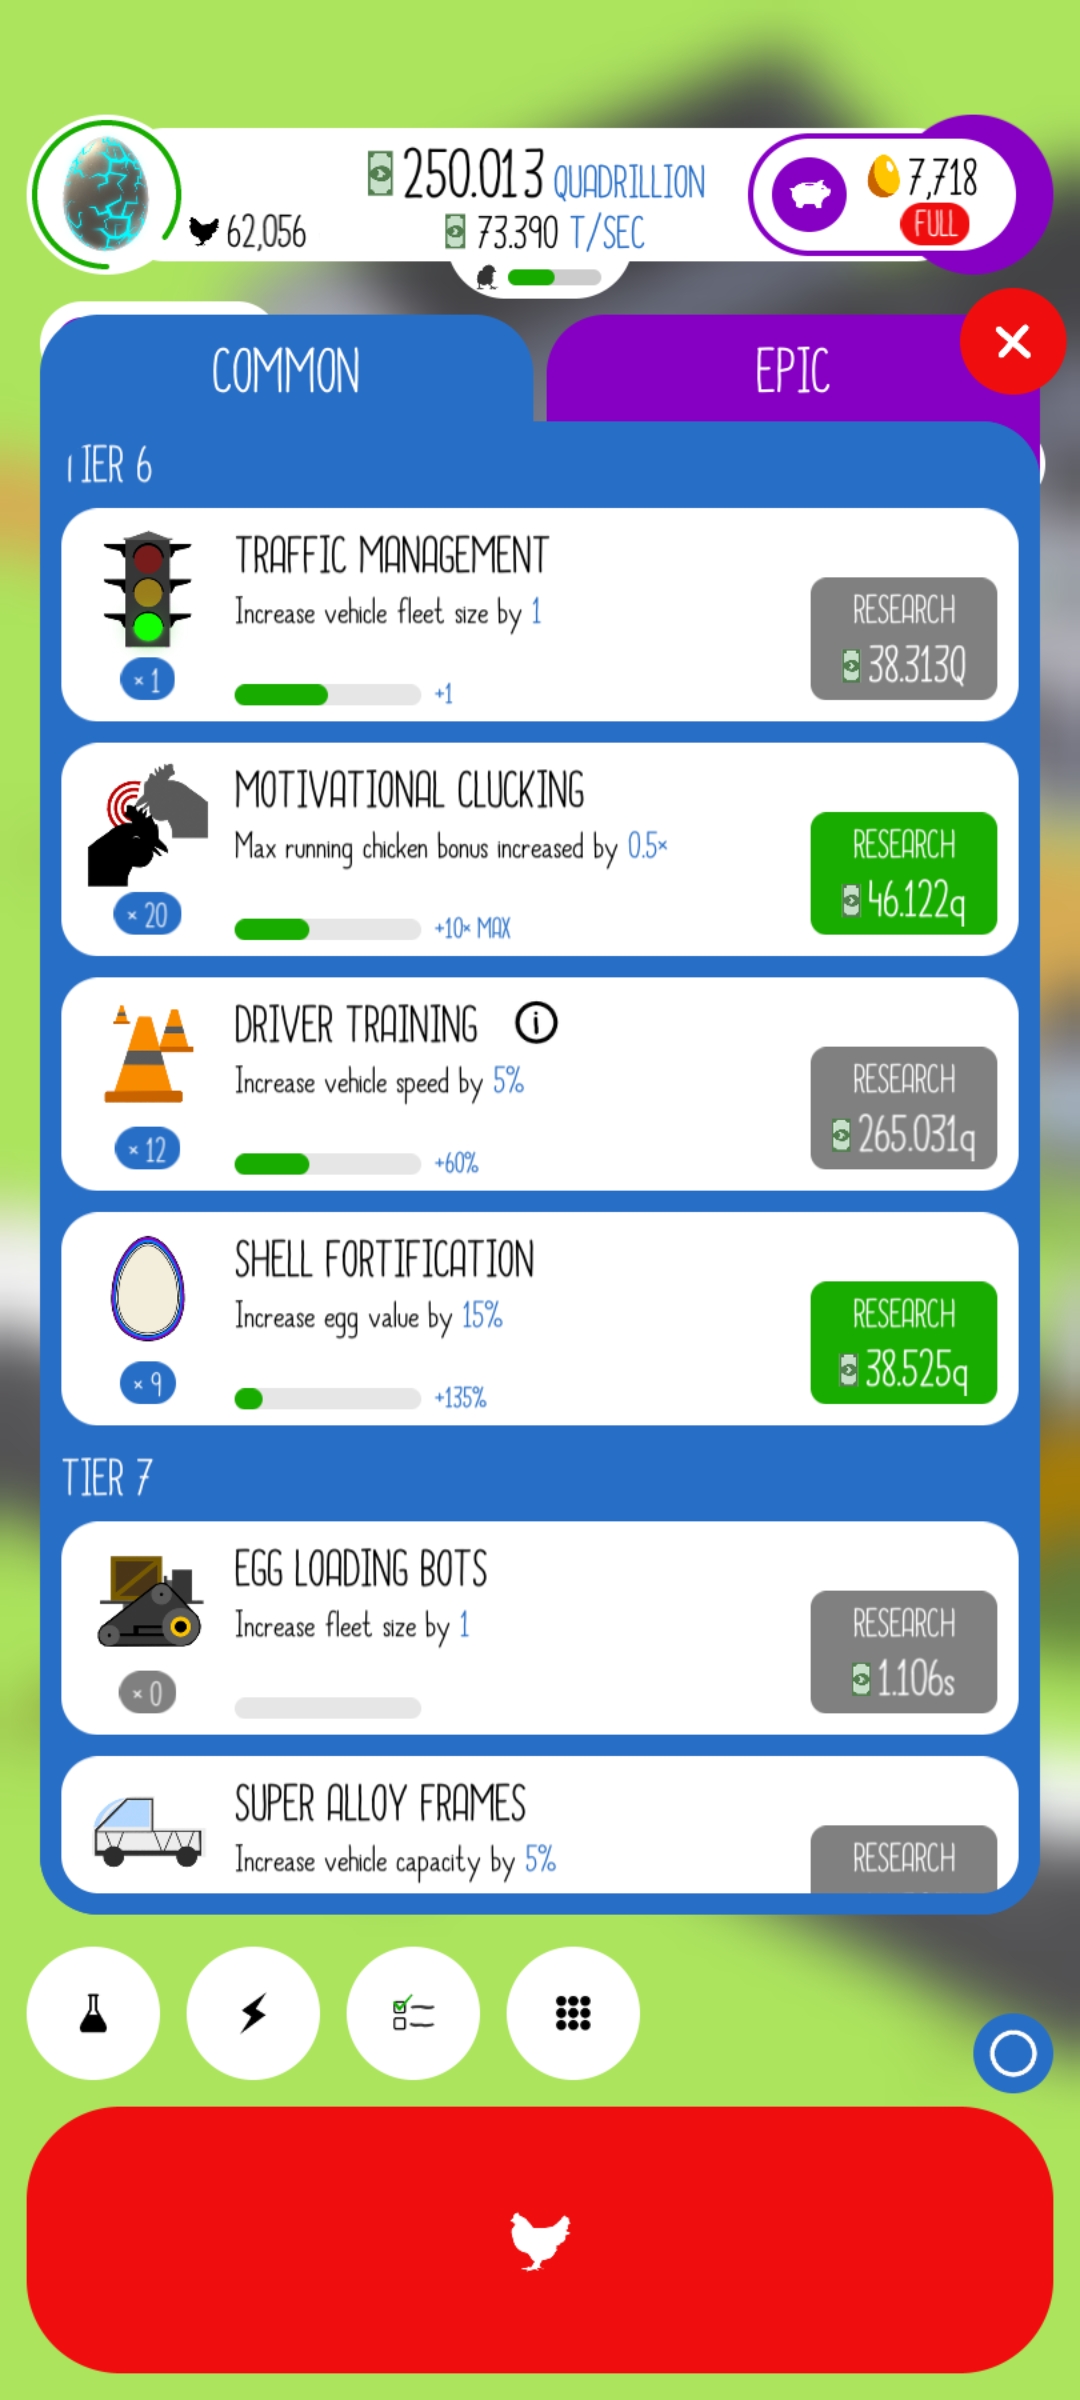 250.013 QUADRILLION
62,056
73.390 T/SEC
7,718
FULL
COMMON
EPIC
TIER 6
TRAFFIC MANAGEMENT
Increase vehicle fleet size by 1
RESEARCH
38.313Q
× 1
+1
MOTIVATIONAL CLUCKING
Max running chicken bonus increased by 0.5×
RESEARCH
46.122q
× 20
+10× MAX
DRIVER TRAINING
Increase vehicle speed by 5%
RESEARCH
265.031q
× 12
+60%
SHELL FORTIFICATION
Increase egg value by 15%
RESEARCH
38.525q
× 9
+135%
TIER 7
EGG LOADING BOTS
Increase fleet size by 1
RESEARCH
1.106s
× 0
SUPER ALLOY FRAMES
Increase vehicle capacity by 5%
RESEARCH